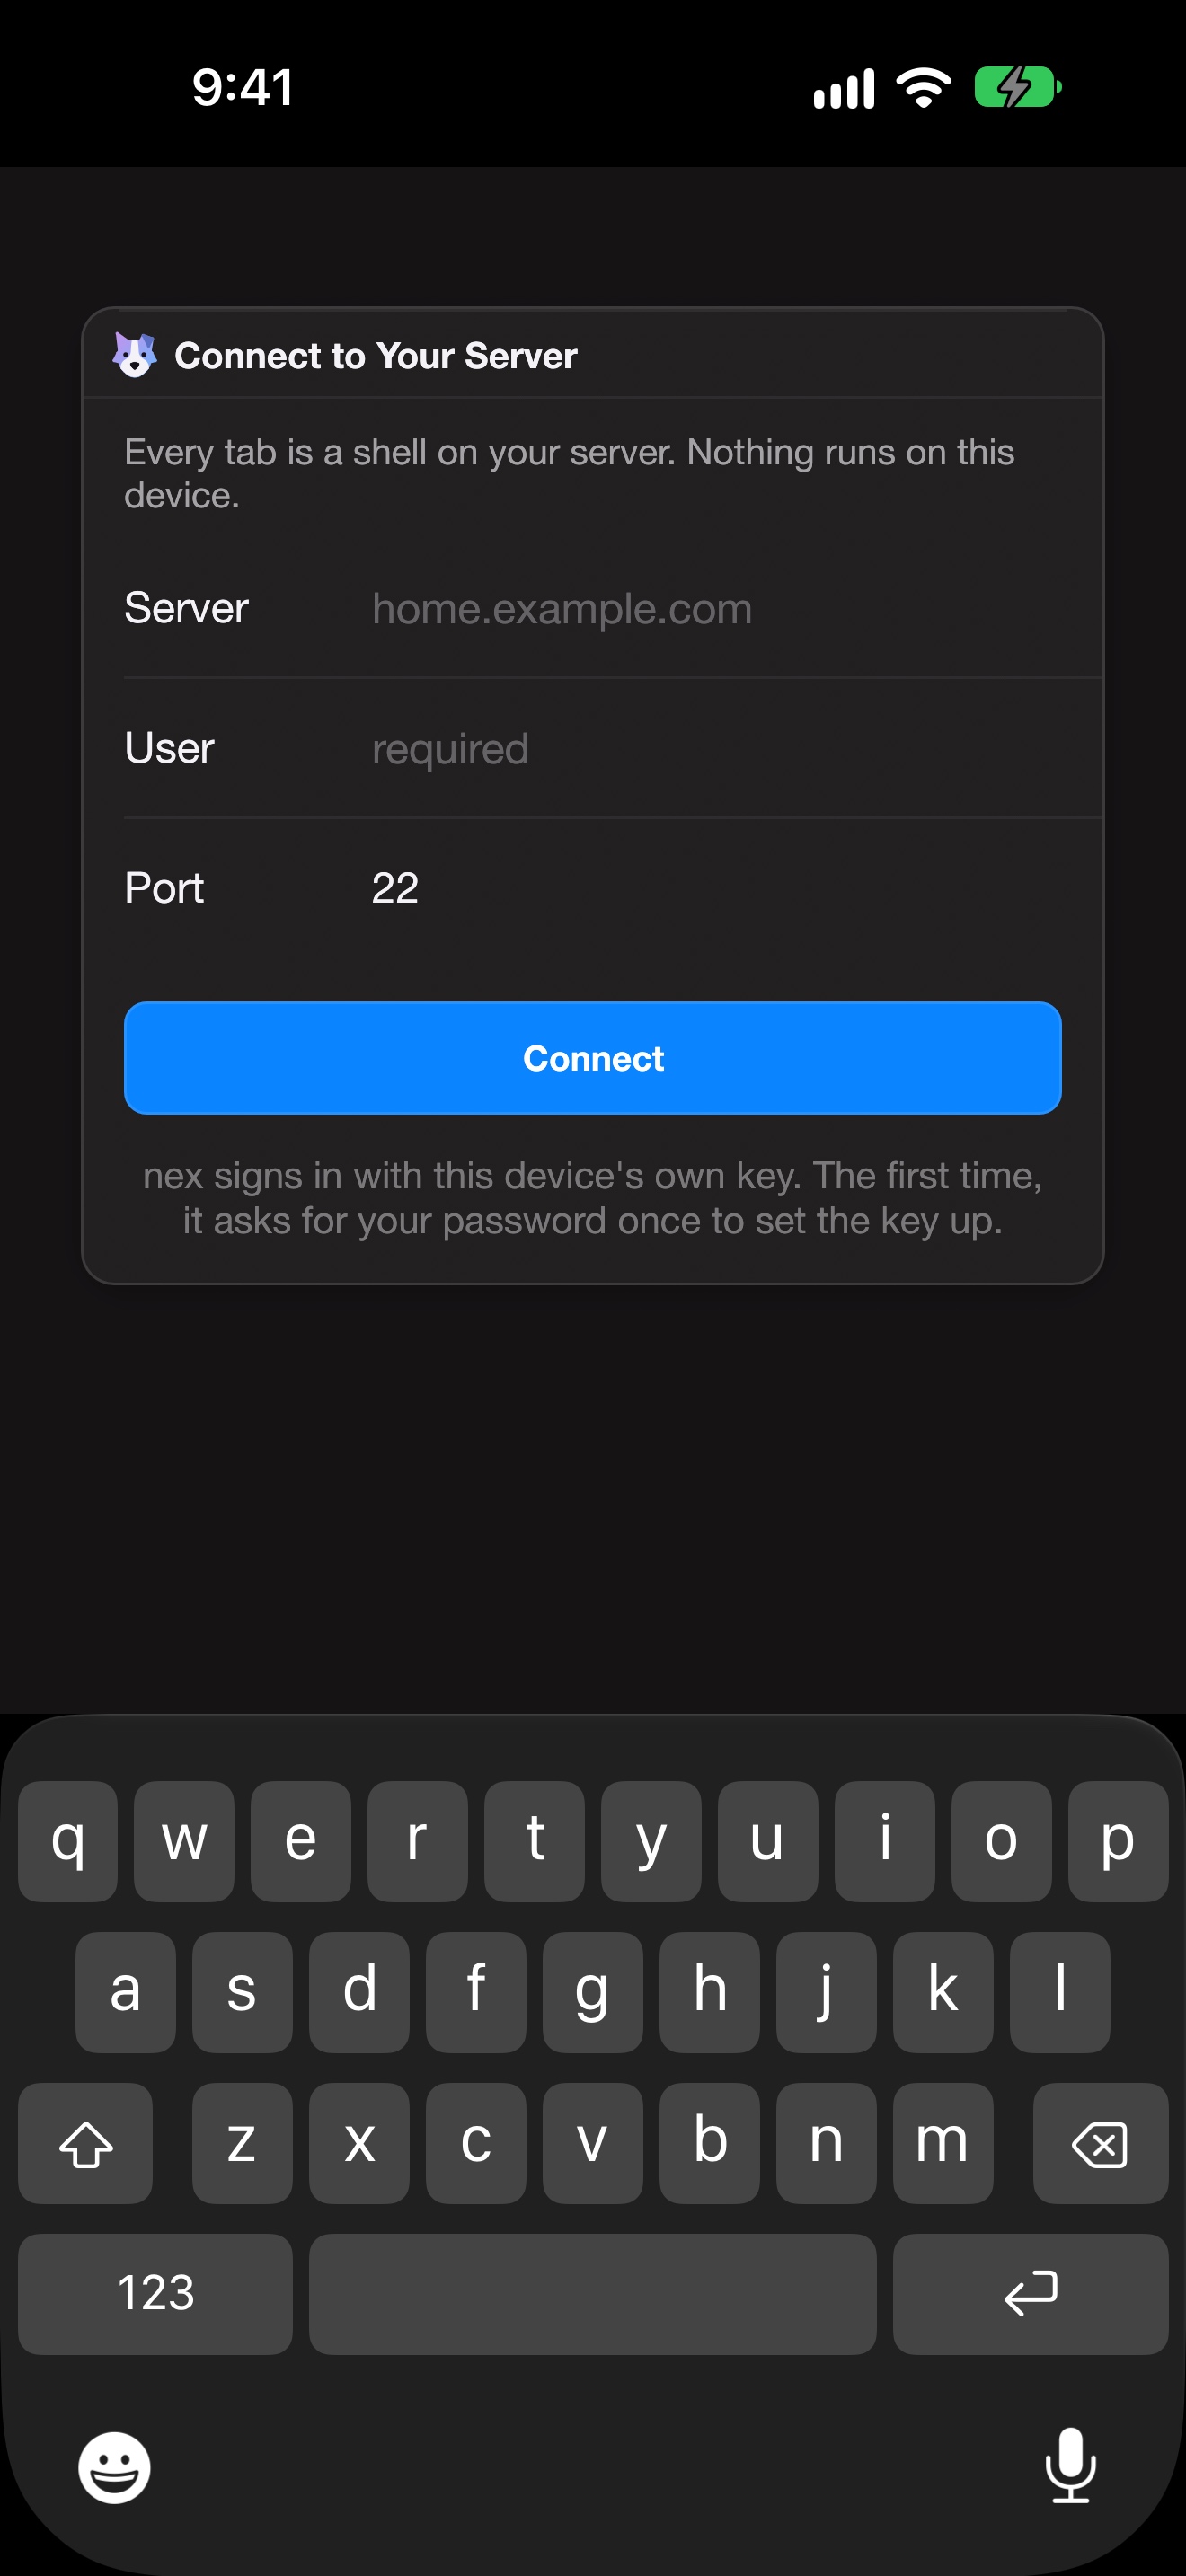 9:41
Connect to Your Server
Every tab is a shell on your server. Nothing runs on this
device.
Server home.example.com
User required
Port 22
Connect
nex signs in with this device's own key. The first time,
it asks for your password once to set the key up.
q w e r t y u i o p
a s d f g h j k l
z x c v b n m
123